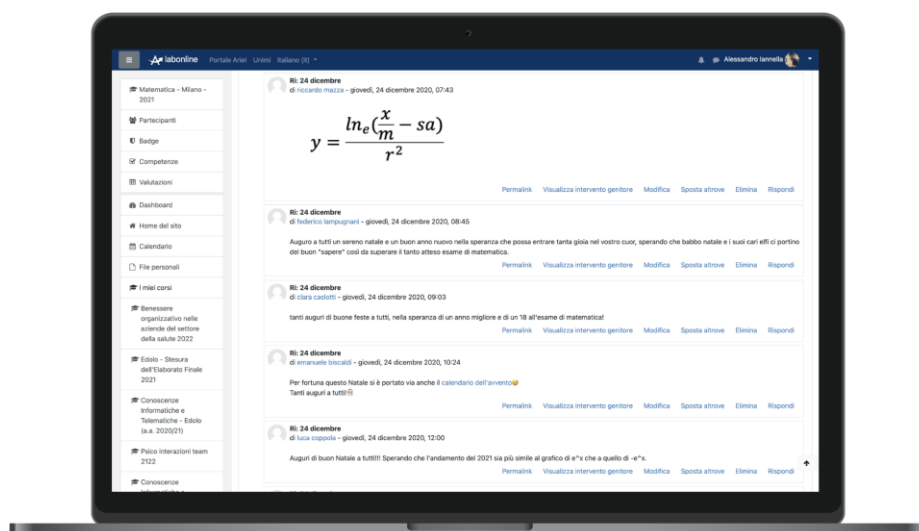 labonline Portale Ariel Unimi Italiano (it) Alessandro Iannella
Matematica - Milano -
2021
Partecipanti
Badge
Competenze
Valutazioni
Dashboard
Home del sito
Calendario
File personali
I miei corsi
Benessere
organizzativo nelle
aziende del settore
della salute 2022
Edolo - Stesura
dell'Elaborato Finale
2021
Conoscenze
Informatiche e
Telematiche - Edolo
(a.a. 2020/21)
Psico interazioni team
2122
Conoscenze
Informatiche e
Ri: 24 dicembre
di riccardo mazza - giovedì, 24 dicembre 2020, 07:43
y = ln_e(x/m - sa) / r^2
Permalink Visualizza intervento genitore Modifica Sposta altrove Elimina Rispondi
Ri: 24 dicembre
di federico lampugnani - giovedì, 24 dicembre 2020, 08:45
Auguro a tutti un sereno natale e un buon anno nuovo nella speranza che possa entrare tanta gioia nel vostro cuor, sperando che babbo natale e i suoi cari elfi ci portino
del buon "sapere" così da superare il tanto atteso esame di matematica.
Permalink Visualizza intervento genitore Modifica Sposta altrove Elimina Rispondi
Ri: 24 dicembre
di clara caslotti - giovedì, 24 dicembre 2020, 09:03
tanti auguri di buone feste a tutti, nella speranza di un anno migliore e di un 18 all'esame di matematica!
Permalink Visualizza intervento genitore Modifica Sposta altrove Elimina Rispondi
Ri: 24 dicembre
di emanuele biscaldi - giovedì, 24 dicembre 2020, 10:24
Per fortuna questo Natale si è portato via anche il calendario dell'avvento😅
Tanti auguri a tutti!🎅
Permalink Visualizza intervento genitore Modifica Sposta altrove Elimina Rispondi
Ri: 24 dicembre
di luca coppola - giovedì, 24 dicembre 2020, 12:00
Auguri di buon Natale a tutti!!! Sperando che l'andamento del 2021 sia più simile al grafico di e^x che a quello di -e^x.
Permalink Visualizza intervento genitore Modifica Sposta altrove Elimina Rispondi